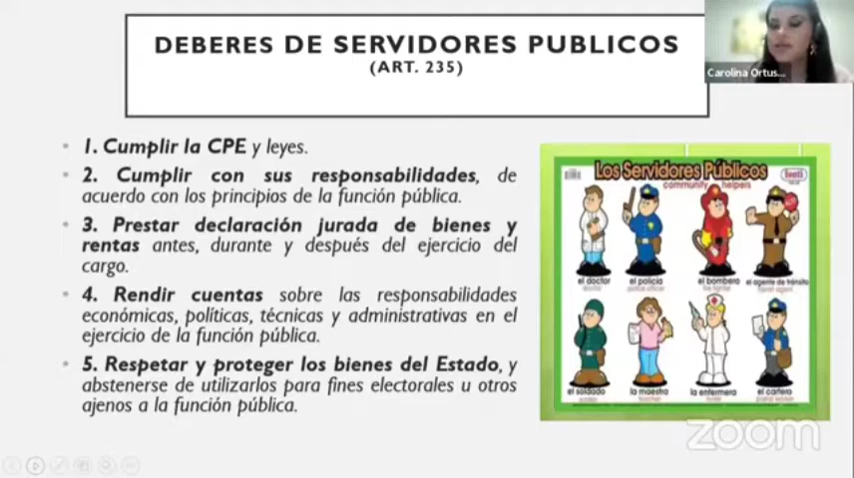 DEBERES DE SERVIDORES PUBLICOS
(ART. 235)
Carolina Ortus...
• 1. Cumplir la CPE y leyes.
• 2. Cumplir con sus responsabilidades, de
acuerdo con los principios de la función pública.
• 3. Prestar declaración jurada de bienes y
rentas antes, durante y después del ejercicio del
cargo.
• 4. Rendir cuentas sobre las responsabilidades
económicas, políticas, técnicas y administrativas en el
ejercicio de la función pública.
• 5. Respetar y proteger los bienes del Estado, y
abstenerse de utilizarlos para fines electorales u otros
ajenos a la función pública.
Los Servidores Públicos
community helpers
el doctor el policía el bombero el agente de tránsito
el soldado la maestra la enfermera el cartero
zoom